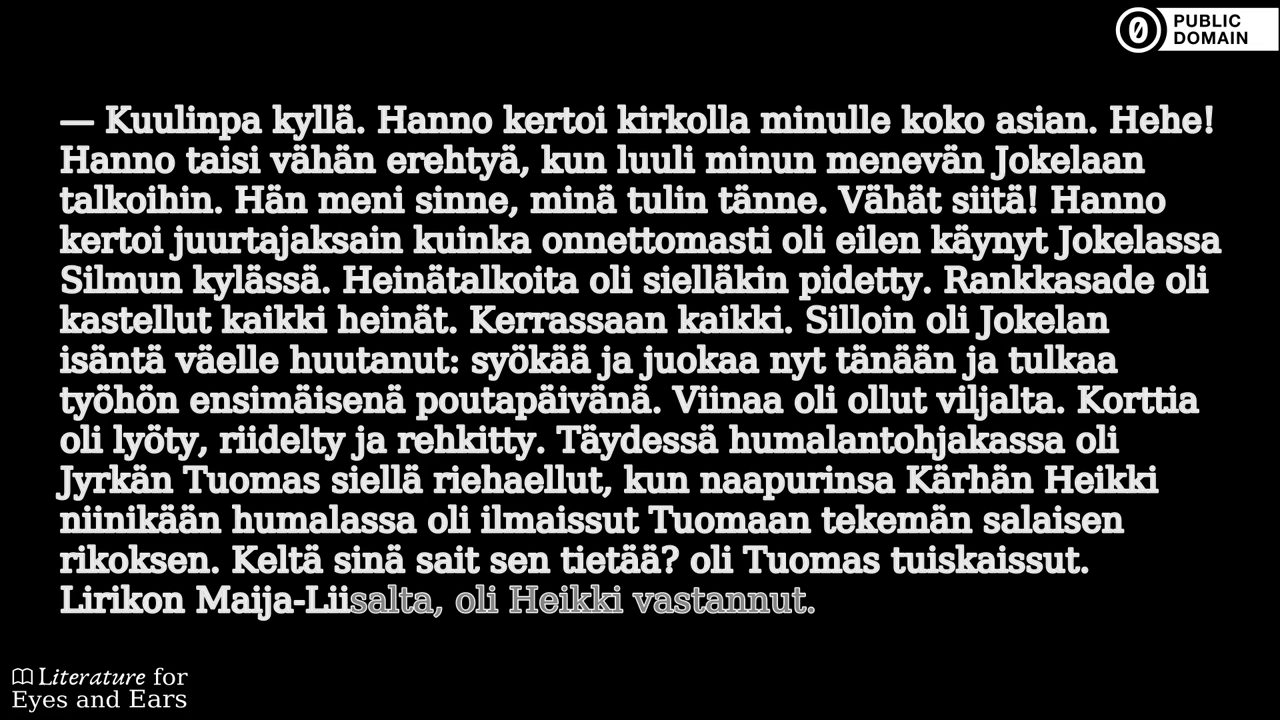 PUBLIC
DOMAIN
— Kuulinpa kyllä. Hanno kertoi kirkolla minulle koko asian. Hehe!
Hanno taisi vähän erehtyä, kun luuli minun menevän Jokelaan
talkoihin. Hän meni sinne, minä tulin tänne. Vähät siitä! Hanno
kertoi juurtajaksain kuinka onnettomasti oli eilen käynyt Jokelassa
Silmun kylässä. Heinätalkoita oli sielläkin pidetty. Rankkasade oli
kastellut kaikki heinät. Kerrassaan kaikki. Silloin oli Jokelan
isäntä väelle huutanut: syökää ja juokaa nyt tänään ja tulkaa
työhön ensimäisenä poutapäivänä. Viinaa oli ollut viljalta. Korttia
oli lyöty, riidelty ja rehkitty. Täydessä humalantohjakassa oli
Jyrkän Tuomas siellä riehaellut, kun naapurinsa Kärhän Heikki
niinikään humalassa oli ilmaissut Tuomaan tekemän salaisen
rikoksen. Keltä sinä sait sen tietää? oli Tuomas tuiskaissut.
Lirikon Maija-Liisalta, oli Heikki vastannut.
Literature for
Eyes and Ears